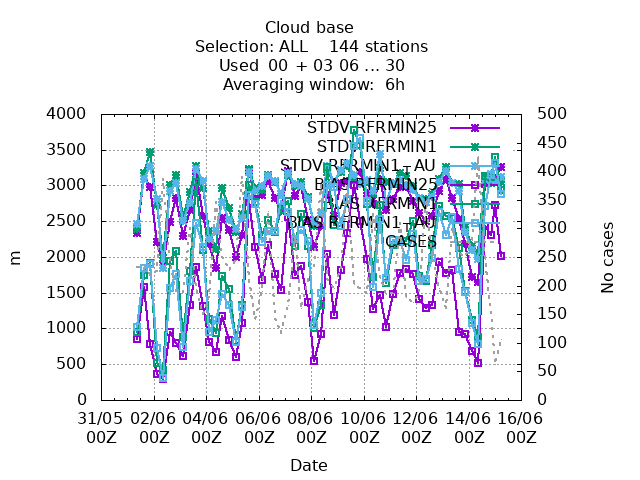 Cloud base
Selection: ALL 144 stations
Used 00 + 03 06 ... 30
Averaging window: 6h
4000
3500
3000
2500
2000
1500
1000
500
0
m
500
450
400
350
300
250
200
150
100
50
0
No cases
STDV RFRMIN25
STDV RFRMIN1
STDV RFRMIN1_AU
BIAS RFRMIN25
BIAS RFRMIN1
BIAS RFRMIN1_AU
CASES
31/05 02/06 04/06 06/06 08/06 10/06 12/06 14/06 16/06
00Z 00Z 00Z 00Z 00Z 00Z 00Z 00Z 00Z
Date